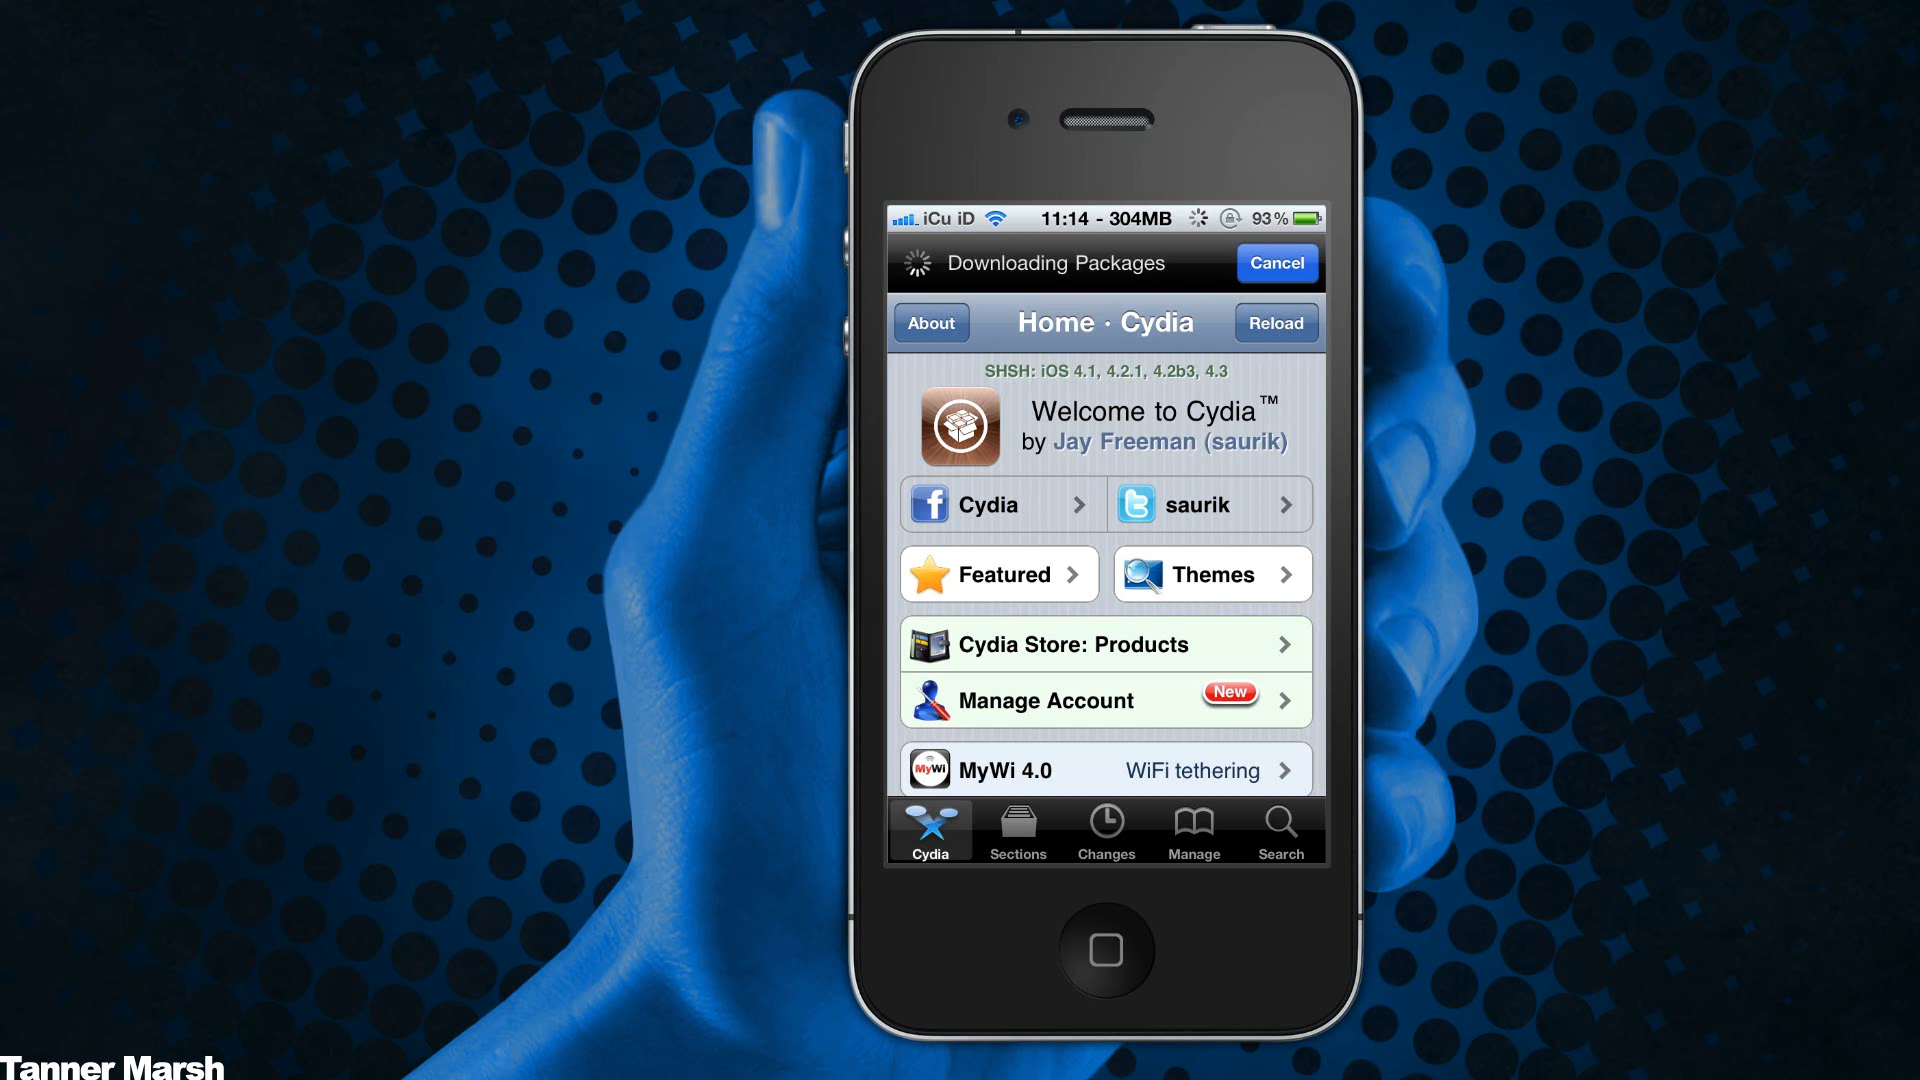 iCu iD 11:14 - 304MB 93%
Downloading Packages Cancel
About Home · Cydia Reload
SHSH: iOS 4.1, 4.2.1, 4.2b3, 4.3
Welcome to Cydia™
by Jay Freeman (saurik)
f Cydia t saurik
Featured Themes
Cydia Store: Products
Manage Account New
MyWi MyWi 4.0 WiFi tethering
Cydia Sections Changes Manage Search
Tanner Marsh